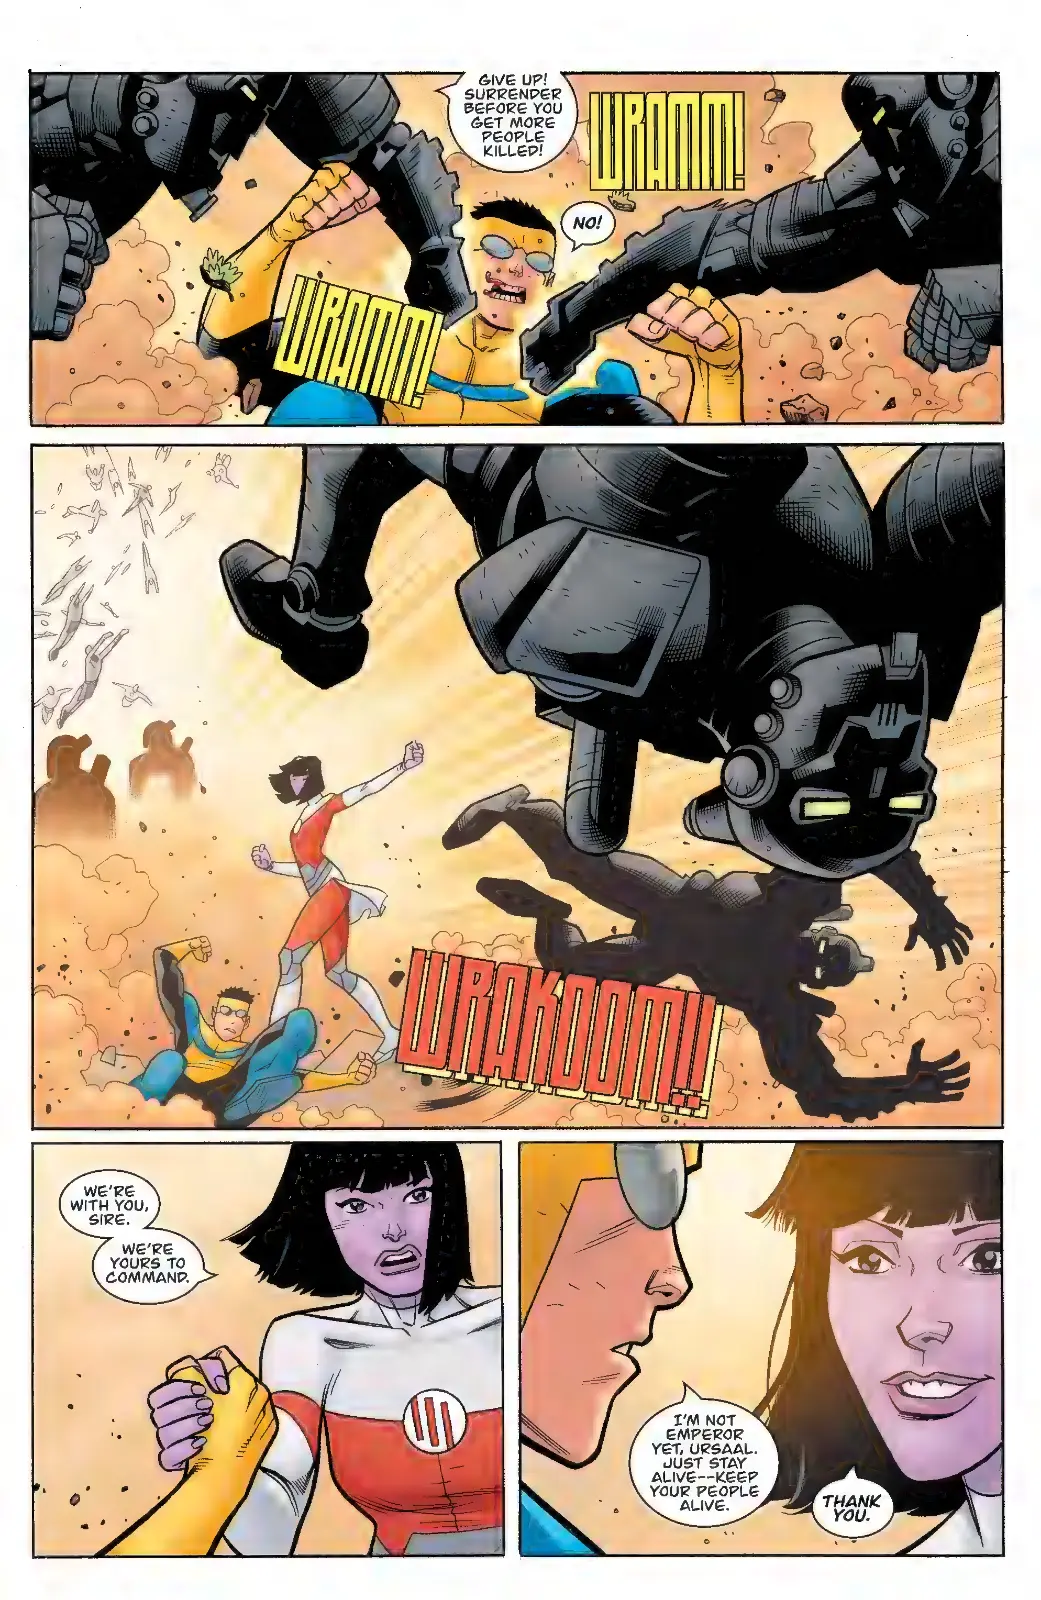 GIVE UP!
SURRENDER
BEFORE YOU
GET MORE
PEOPLE
KILLED!
WRAMM!
NO!
WRAMM!
WRAKOOM!!
WE'RE
WITH YOU,
SIRE.
WE'RE
YOURS TO
COMMAND.
I'M NOT
EMPEROR
YET, URSAAL.
JUST STAY
ALIVE--KEEP
YOUR PEOPLE
ALIVE.
THANK
YOU.